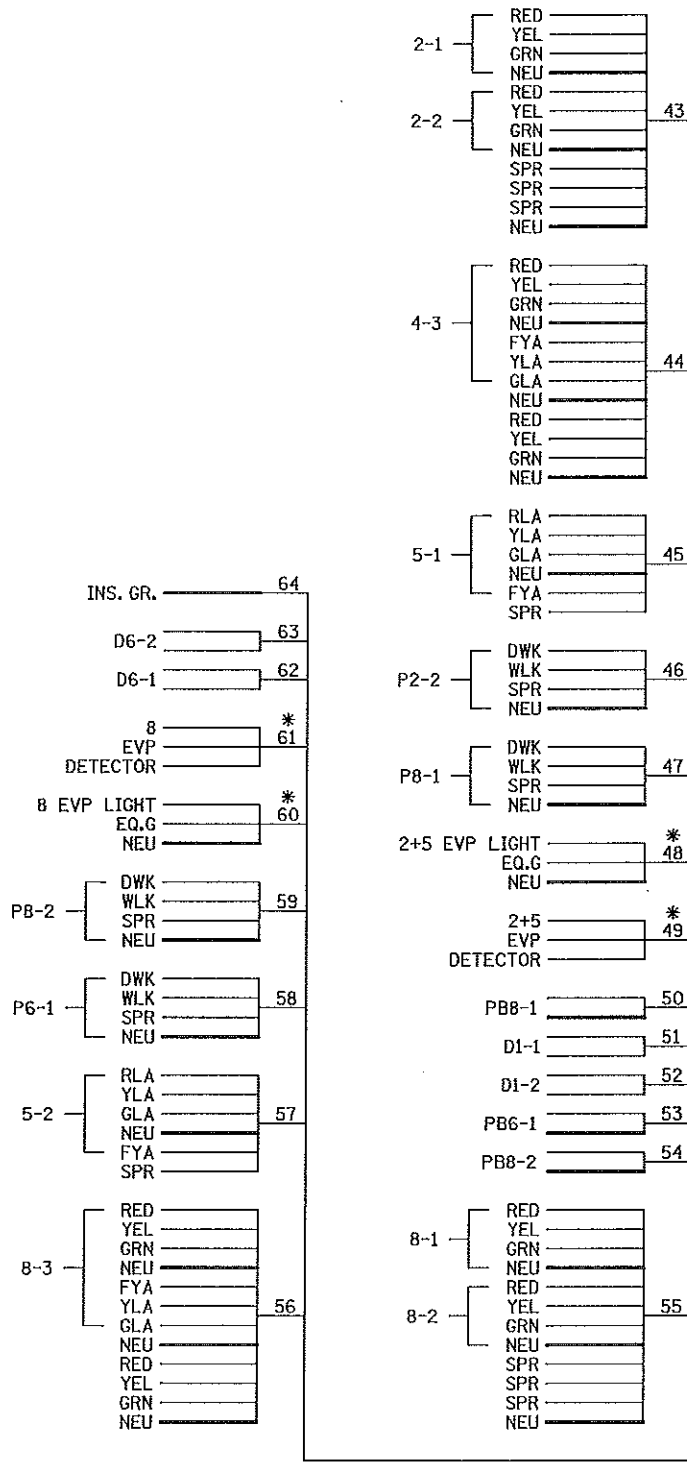 INS. GR. 64
D6-2 63
D6-1 62
8 *
EVP 61
DETECTOR
8 EVP LIGHT *
EQ.G 60
NEU
DWK
P8-2 WLK 59
SPR
NEU
DWK
P6-1 WLK 58
SPR
NEU
RLA
YLA
5-2 GLA 57
NEU
FYA
SPR
RED
YEL
GRN
8-3 NEU
FYA
YLA 56
GLA
NEU
RED
YEL
GRN
NEU
RED
2-1 YEL
GRN
NEU
RED
YEL 43
2-2 GRN
NEU
SPR
SPR
SPR
NEU
RED
YEL
GRN
4-3 NEU
FYA
YLA 44
GLA
NEU
RED
YEL
GRN
NEU
RLA
YLA
5-1 GLA 45
NEU
FYA
SPR
DWK
P2-2 WLK 46
SPR
NEU
DWK
P8-1 WLK 47
SPR
NEU
2+5 EVP LIGHT *
EQ.G 48
NEU
2+5 *
EVP 49
DETECTOR
PB8-1 50
D1-1 51
D1-2 52
PB6-1 53
PB8-2 54
RED
8-1 YEL
GRN
NEU
RED
8-2 YEL 55
GRN
NEU
SPR
SPR
SPR
NEU